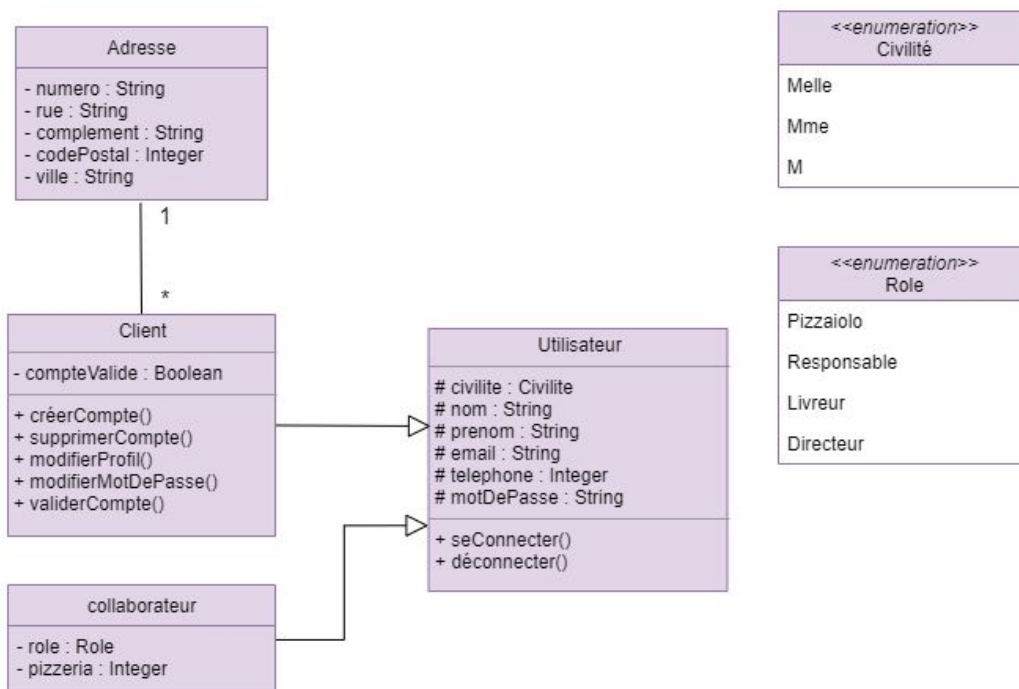 Adresse
- numero : String
- rue : String
- complement : String
- codePostal : Integer
- ville : String
1
*
Client
- compteValide : Boolean
+ créerCompte()
+ supprimerCompte()
+ modifierProfil()
+ modifierMotDePasse()
+ validerCompte()
collaborateur
- role : Role
- pizzeria : Integer
Utilisateur
# civilite : Civilite
# nom : String
# prenom : String
# email : String
# telephone : Integer
# motDePasse : String
+ seConnecter()
+ déconnecter()
<<enumeration>>
Civilité
Melle
Mme
M
<<enumeration>>
Role
Pizzaiolo
Responsable
Livreur
Directeur